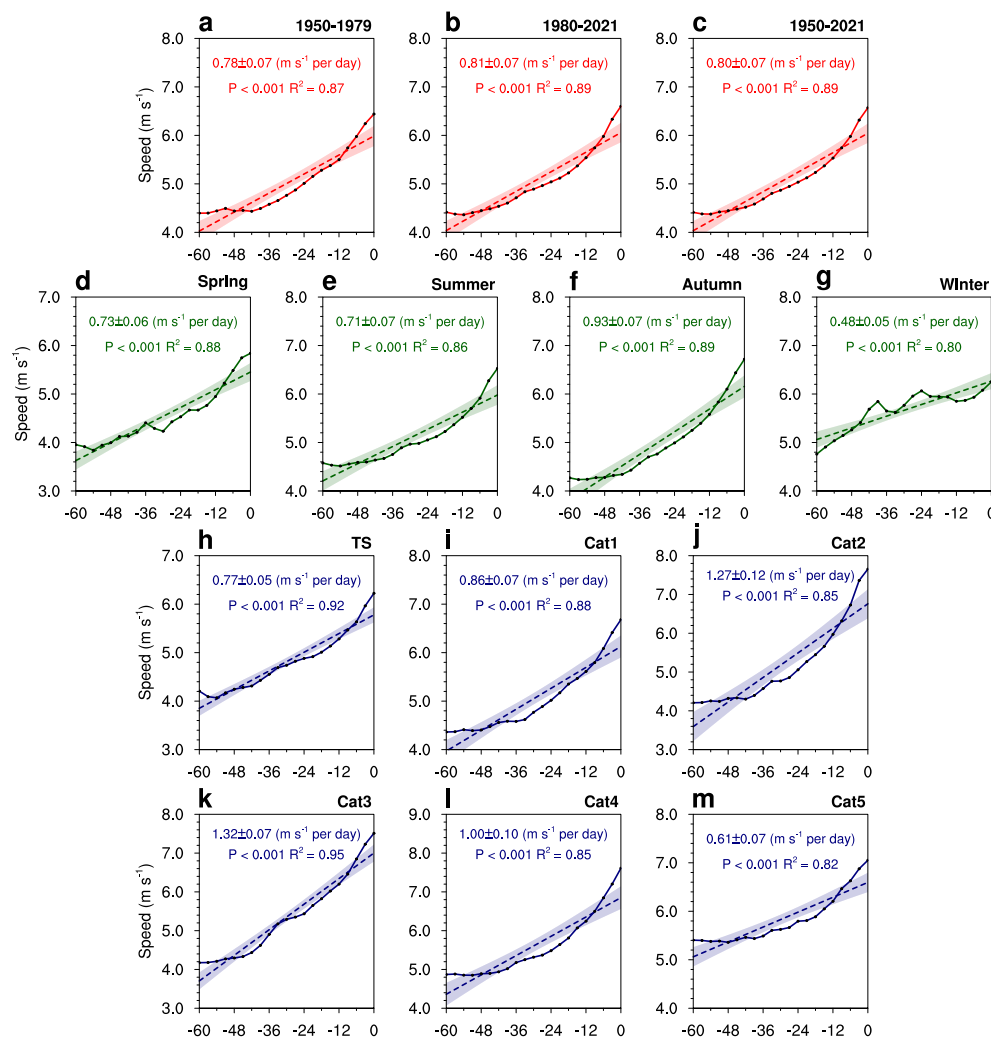 a 1950-1979
b 1980-2021
c 1950-2021
0.78±0.07 (m s⁻¹ per day)
P < 0.001 R² = 0.87
0.81±0.07 (m s⁻¹ per day)
P < 0.001 R² = 0.89
0.80±0.07 (m s⁻¹ per day)
P < 0.001 R² = 0.89
Speed (m s⁻¹)
8.0 7.0 6.0 5.0 4.0
8.0 7.0 6.0 5.0 4.0
8.0 7.0 6.0 5.0 4.0
-60 -48 -36 -24 -12 0
-60 -48 -36 -24 -12 0
-60 -48 -36 -24 -12 0
d SprIng
e Summer
f Autumn
g WInter
0.73±0.06 (m s⁻¹ per day)
P < 0.001 R² = 0.88
0.71±0.07 (m s⁻¹ per day)
P < 0.001 R² = 0.86
0.93±0.07 (m s⁻¹ per day)
P < 0.001 R² = 0.89
0.48±0.05 (m s⁻¹ per day)
P < 0.001 R² = 0.80
Speed (m s⁻¹)
7.0 6.0 5.0 4.0 3.0
8.0 7.0 6.0 5.0 4.0
8.0 7.0 6.0 5.0 4.0
8.0 7.0 6.0 5.0 4.0
-60 -48 -36 -24 -12 0
-60 -48 -36 -24 -12 0
-60 -48 -36 -24 -12 0
-60 -48 -36 -24 -12 0
h TS
i Cat1
j Cat2
0.77±0.05 (m s⁻¹ per day)
P < 0.001 R² = 0.92
0.86±0.07 (m s⁻¹ per day)
P < 0.001 R² = 0.88
1.27±0.12 (m s⁻¹ per day)
P < 0.001 R² = 0.85
Speed (m s⁻¹)
7.0 6.0 5.0 4.0 3.0
8.0 7.0 6.0 5.0 4.0
8.0 7.0 6.0 5.0 4.0 3.0
-60 -48 -36 -24 -12 0
-60 -48 -36 -24 -12 0
-60 -48 -36 -24 -12 0
k Cat3
l Cat4
m Cat5
1.32±0.07 (m s⁻¹ per day)
P < 0.001 R² = 0.95
1.00±0.10 (m s⁻¹ per day)
P < 0.001 R² = 0.85
0.61±0.07 (m s⁻¹ per day)
P < 0.001 R² = 0.82
Speed (m s⁻¹)
8.0 7.0 6.0 5.0 4.0 3.0
9.0 8.0 7.0 6.0 5.0 4.0
8.0 7.0 6.0 5.0 4.0
-60 -48 -36 -24 -12 0
-60 -48 -36 -24 -12 0
-60 -48 -36 -24 -12 0